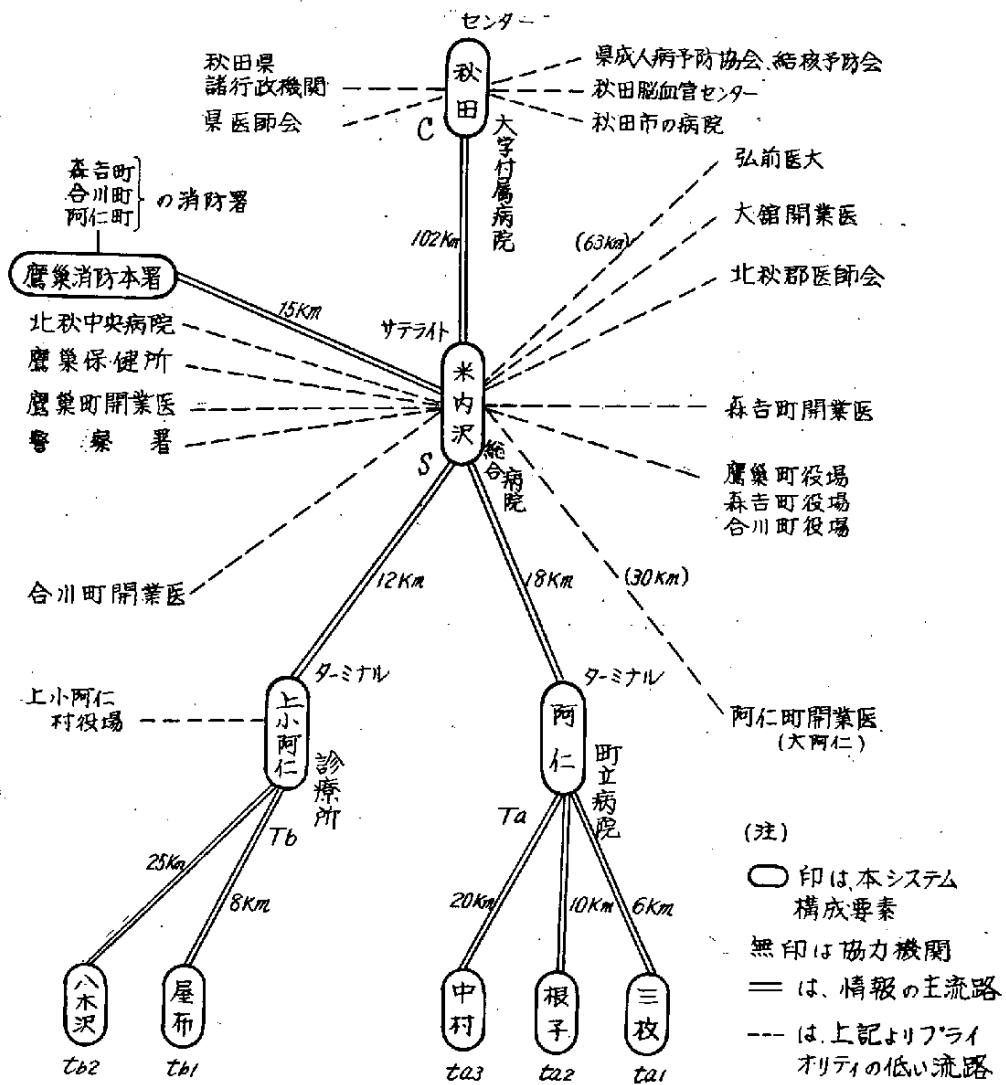 センター
秋田
C
大学付属病院
秋田県
諸行政機関
県医師会
県成人病予防協会、結核予防会
秋田脳血管センター
秋田市の病院
森吉町
合川町
阿仁町
の消防署
鷹巣消防本署
15Km
102Km
(63Km)
弘前医大
大舘開業医
北秋郡医師会
北秋中央病院
鷹巣保健所
鷹巣町開業医
警察署
合川町開業医
サテライト
米内沢
S
総合病院
森吉町開業医
鷹巣町役場
森吉町役場
合川町役場
12Km
18Km
(30Km)
阿仁町開業医
(大阿仁)
ターミナル
上小阿仁
診療所
Tb
上小阿仁
村役場
ターミナル
阿仁
町立病院
Ta
25Km
8Km
20Km
10Km
6Km
八木沢
tb2
屋布
tb1
中村
ta3
根子
ta2
三枚
ta1
(注)
印は、本システム
構成要素
無印は協力機関
は、情報の主流路
は、上記よりプライ
オリティの低い流路